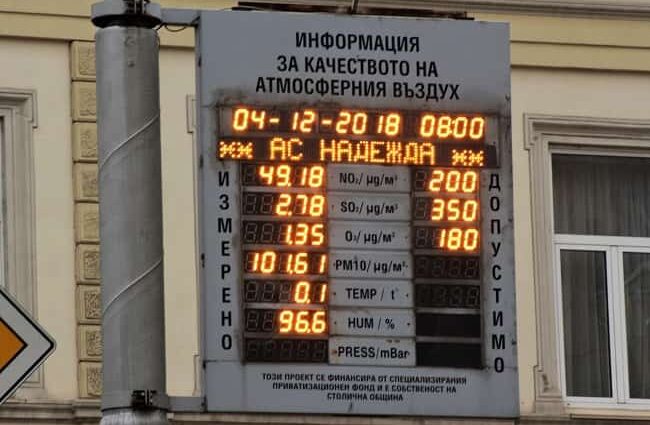 ИНФОРМАЦИЯ
ЗА КАЧЕСТВОТО НА
АТМОСФЕРНИЯ ВЪЗДУХ
04-12-2018 08:00
** АС НАДЕЖДА **
ИЗМЕРЕНО
ДОПУСТИМО
49.18 NO₂/ µg/m³ 200
2.78 SO₂/ µg/m³ 350
1.35 O₃/ µg/m³ 180
101.61 PM10/ µg/m³
0.1 TEMP / t°
96.6 HUM / %
PRESS/mBar
ТОЗИ ПРОЕКТ СЕ ФИНАНСИРА ОТ СПЕЦИАЛИЗИРАНИЯ
ПРИВАТИЗАЦИОНЕН ФОНД И Е СОБСТВЕНОСТ НА
СТОЛИЧНА ОБЩИНА